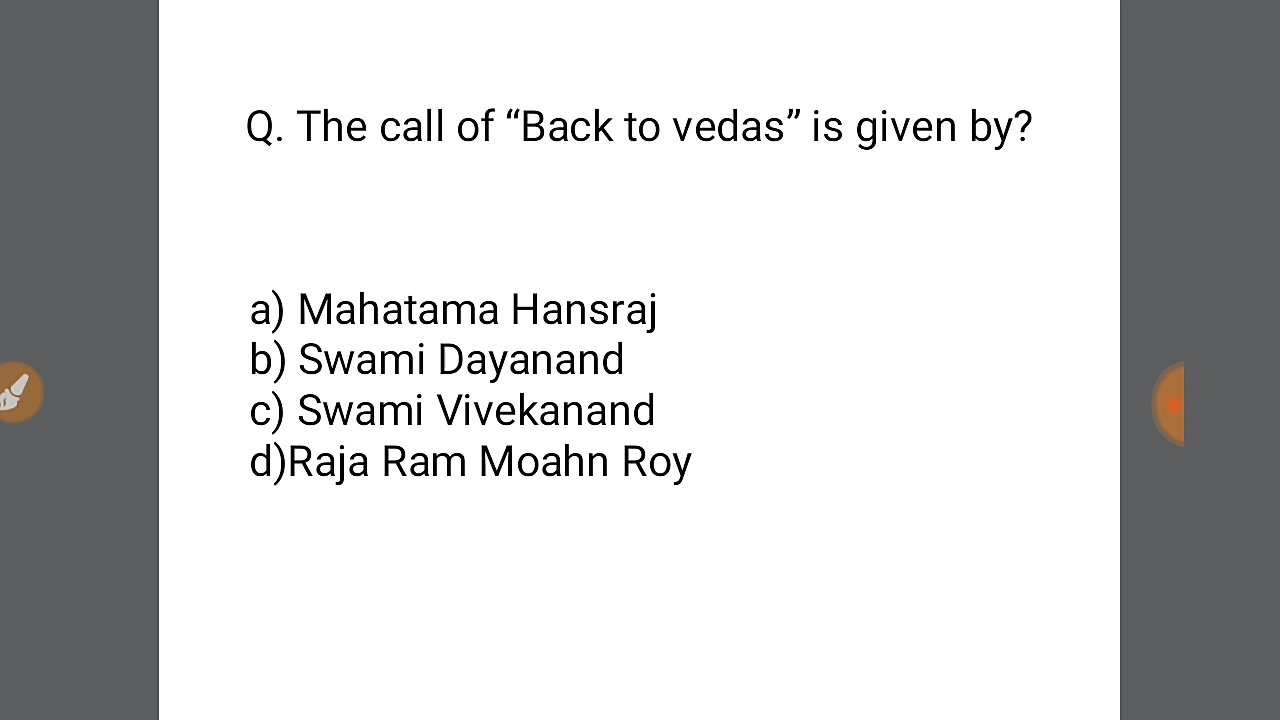 Q. The call of “Back to vedas” is given by?
a) Mahatama Hansraj
b) Swami Dayanand
c) Swami Vivekanand
d)Raja Ram Moahn Roy